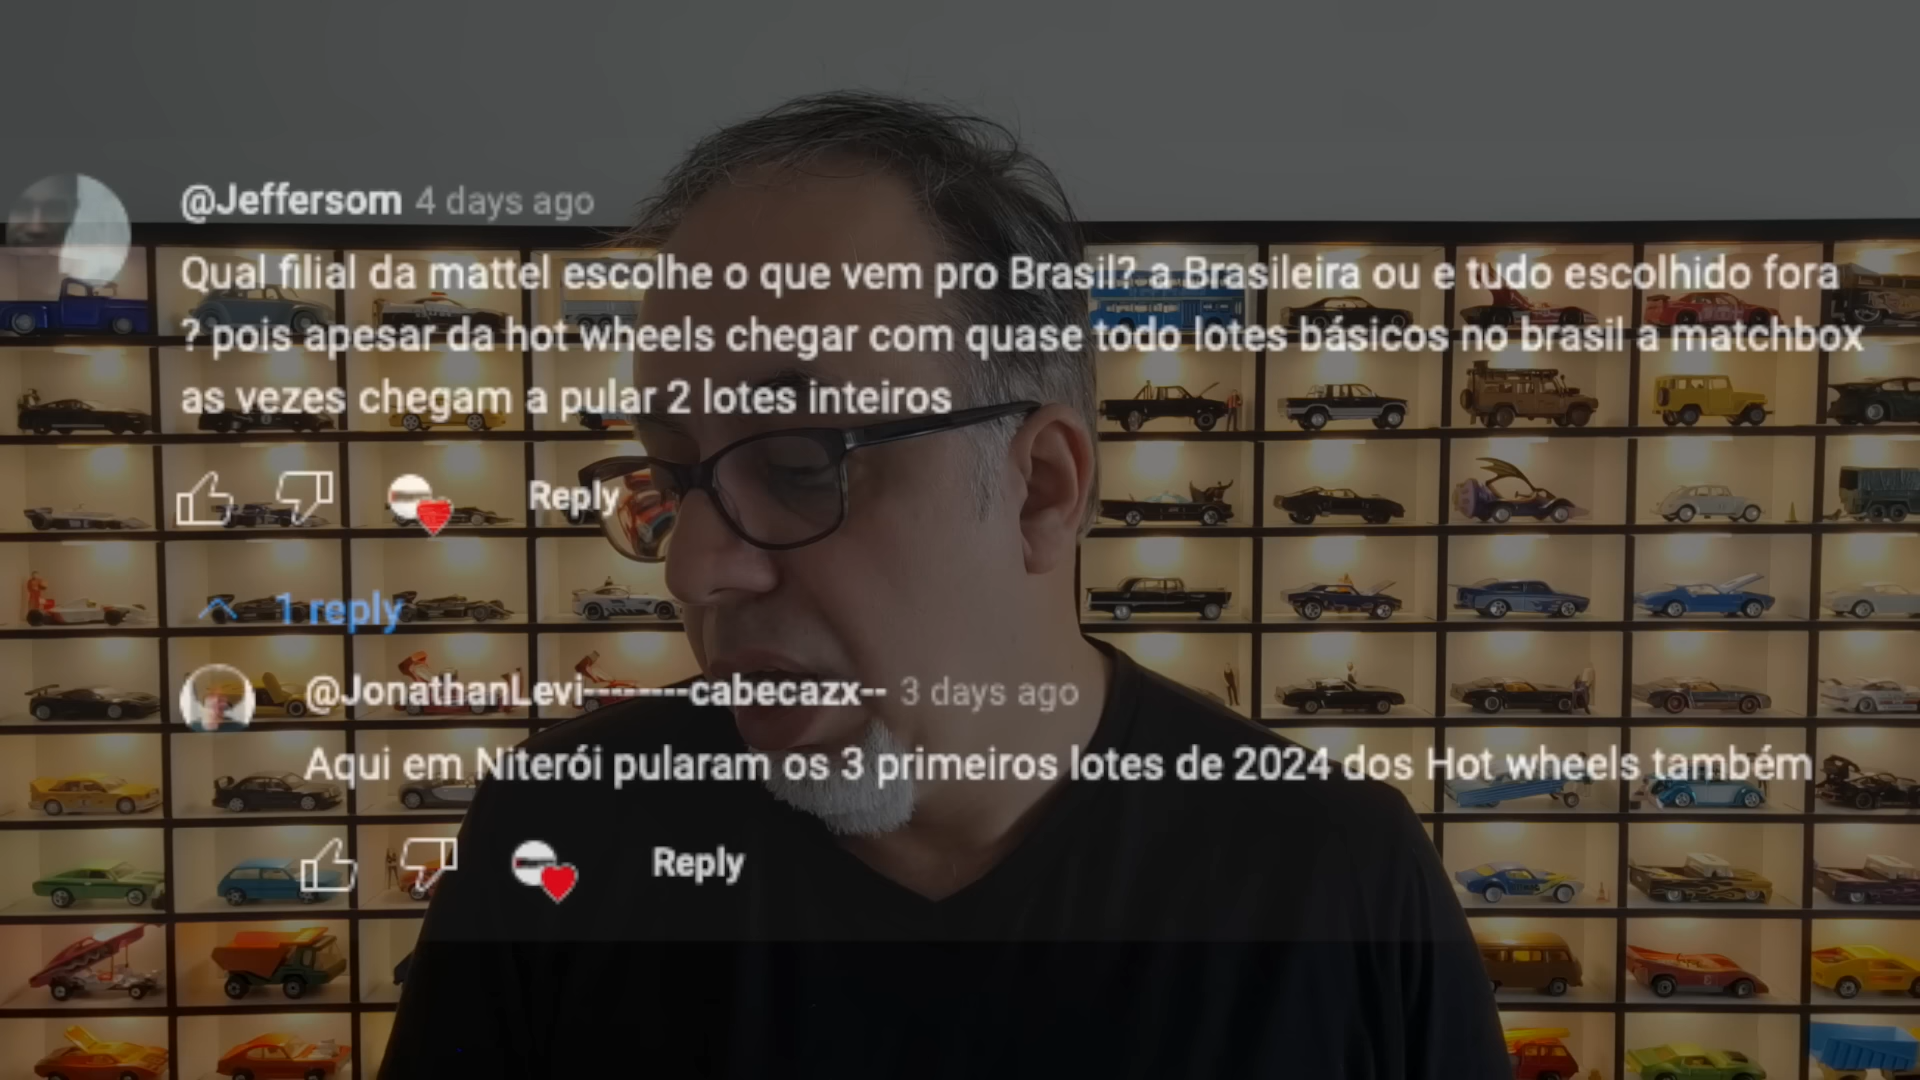 @Jeffersom 4 days ago
Qual filial da mattel escolhe o que vem pro Brasil? a Brasileira ou e tudo escolhido fora
? pois apesar da hot wheels chegar com quase todo lotes básicos no brasil a matchbox
as vezes chegam a pular 2 lotes inteiros
Reply
1 reply
@JonathanLevi--------cabecazx-- 3 days ago
Aqui em Niterói pularam os 3 primeiros lotes de 2024 dos Hot wheels também
Reply